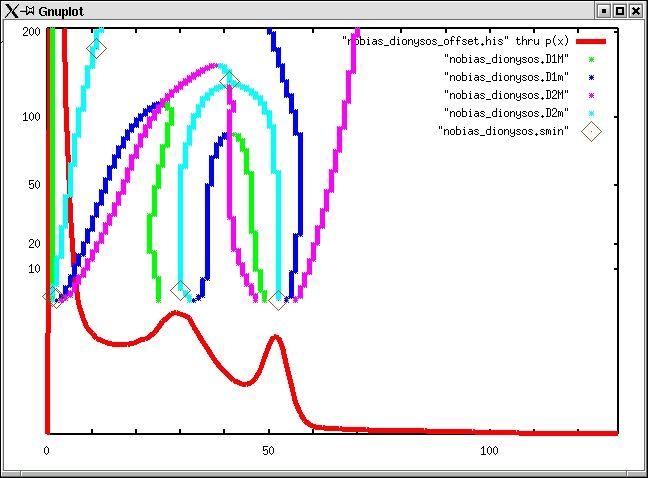 Gnuplot
200
"nobias_dionysos_offset.his" thru p(x)
"nobias_dionysos.D1M"
"nobias_dionysos.D1m"
"nobias_dionysos.D2M"
"nobias_dionysos.D2m"
"nobias_dionysos.smin"
100
50
20
10
0 50 100